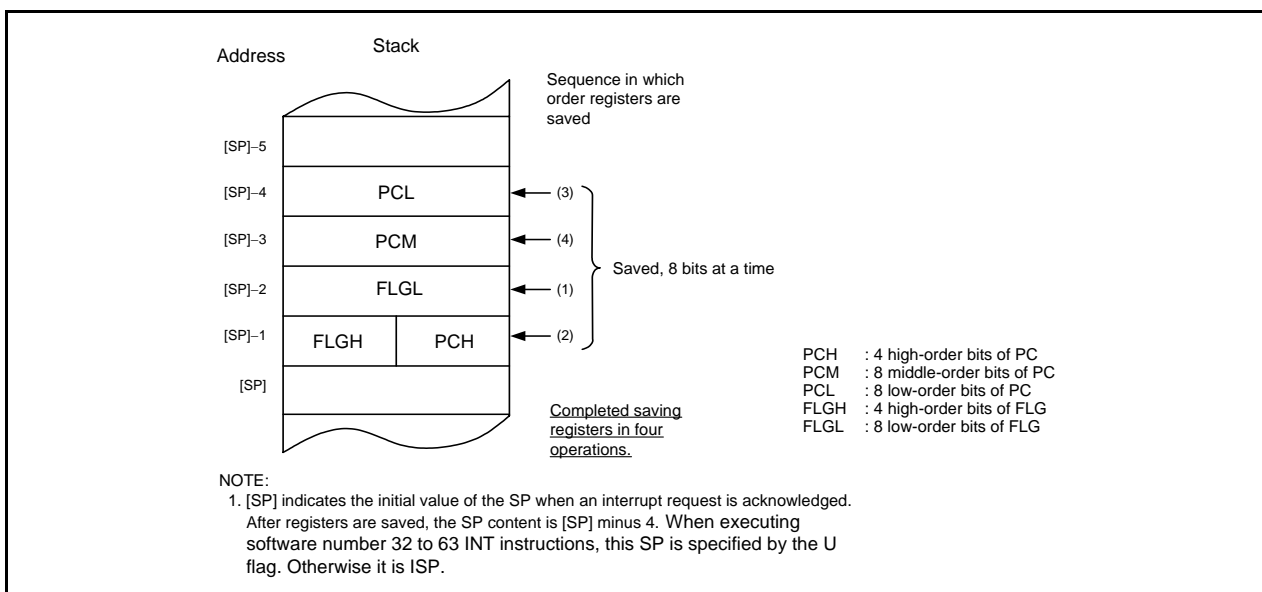 Address
Stack
Sequence in which
order registers are
saved
[SP]−5
[SP]−4 PCL (3)
[SP]−3 PCM (4)
[SP]−2 FLGL (1)
[SP]−1 FLGH PCH (2)
[SP]
Saved, 8 bits at a time
Completed saving
registers in four
operations.
PCH : 4 high-order bits of PC
PCM : 8 middle-order bits of PC
PCL : 8 low-order bits of PC
FLGH : 4 high-order bits of FLG
FLGL : 8 low-order bits of FLG
NOTE:
1. [SP] indicates the initial value of the SP when an interrupt request is acknowledged.
After registers are saved, the SP content is [SP] minus 4. When executing
software number 32 to 63 INT instructions, this SP is specified by the U
flag. Otherwise it is ISP.